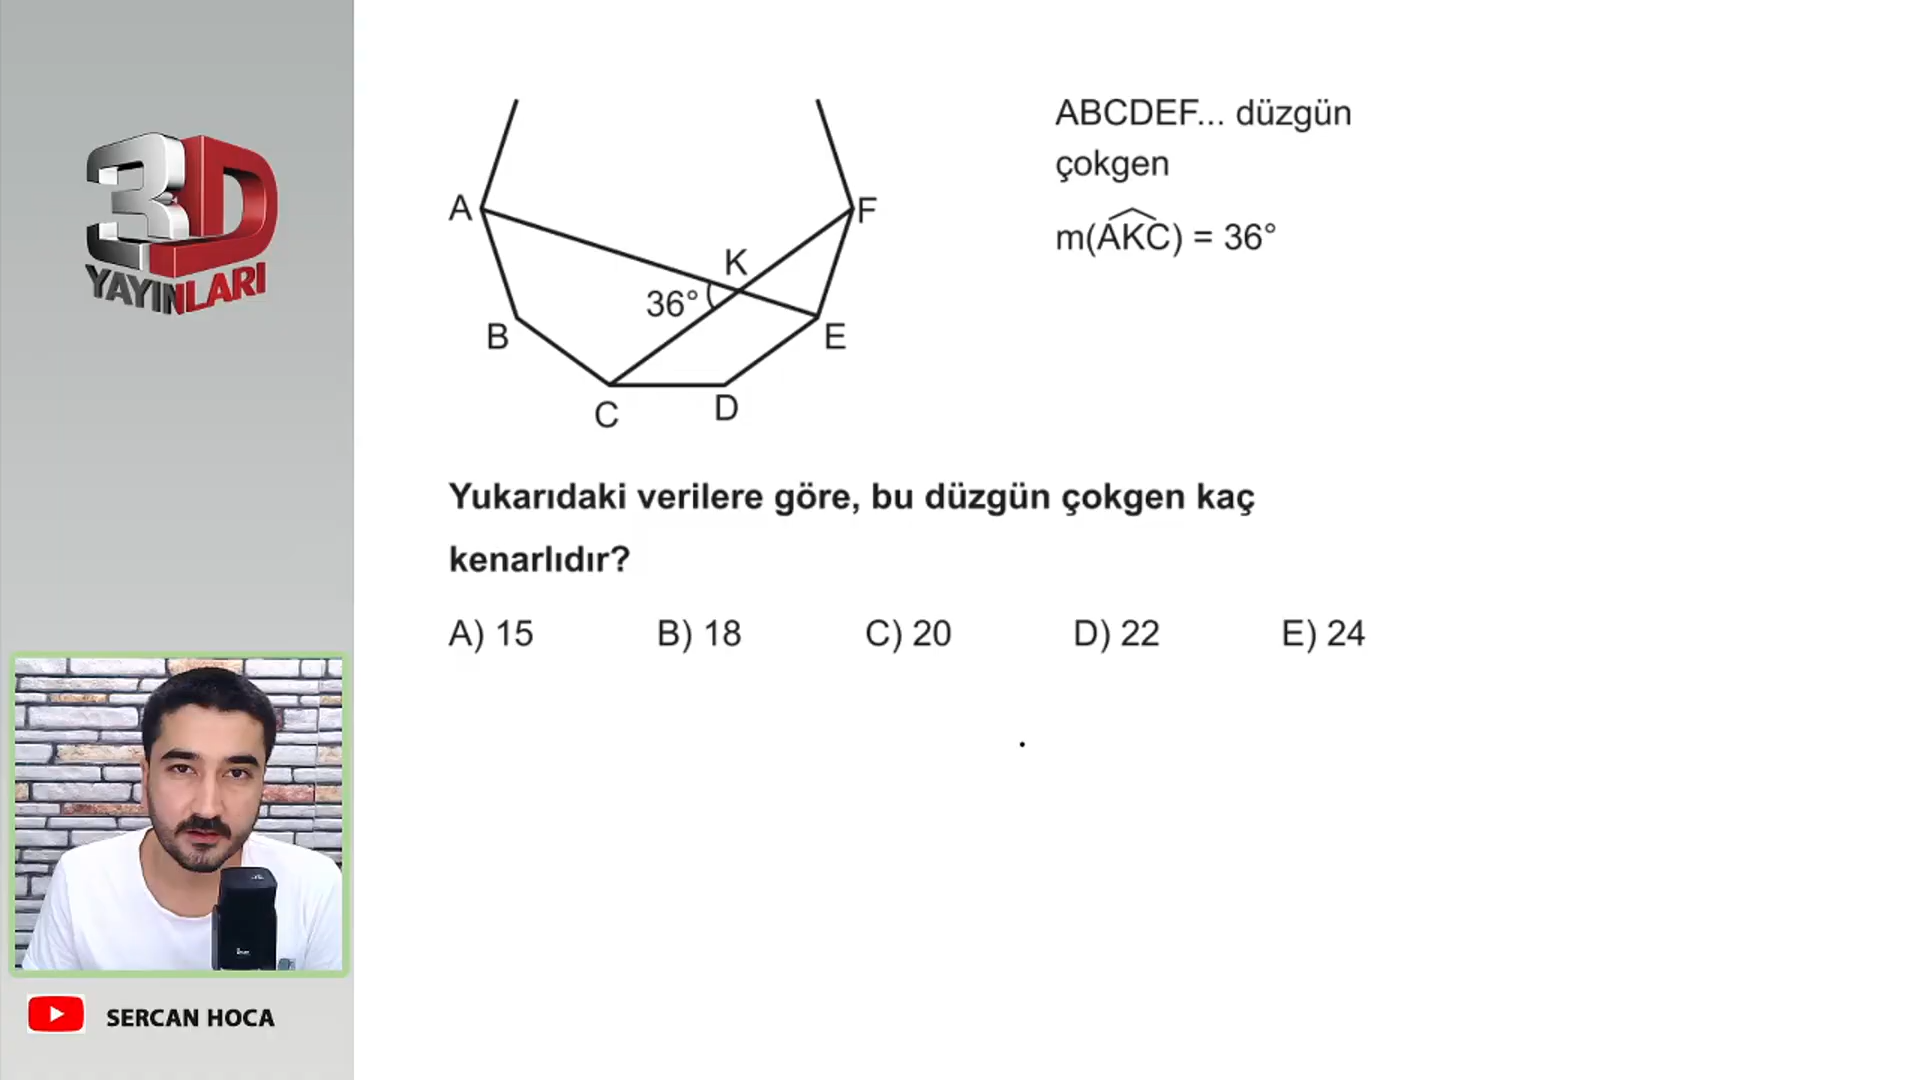 3D
YAYINLARI
ABCDEF... düzgün
çokgen
m(AKC) = 36°
A
F
K
36°
B
E
C
D
Yukarıdaki verilere göre, bu düzgün çokgen kaç
kenarlıdır?
A) 15 B) 18 C) 20 D) 22 E) 24
SERCAN HOCA